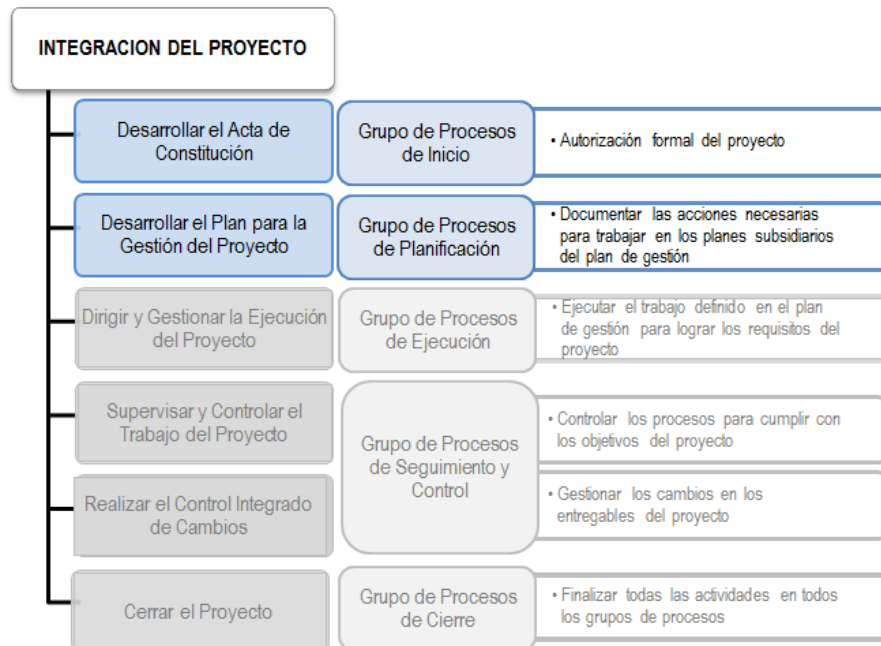 INTEGRACION DEL PROYECTO
Desarrollar el Acta de
Constitución
Grupo de Procesos
de Inicio
• Autorización formal del proyecto
Desarrollar el Plan para la
Gestión del Proyecto
Grupo de Procesos
de Planificación
• Documentar las acciones necesarias
para trabajar en los planes subsidiarios
del plan de gestión
Dirigir y Gestionar la Ejecución
del Proyecto
Grupo de Procesos
de Ejecución
• Ejecutar el trabajo definido en el plan
de gestión para lograr los requisitos del
proyecto
Supervisar y Controlar el
Trabajo del Proyecto
Grupo de Procesos
de Seguimiento y
Control
• Controlar los procesos para cumplir con
los objetivos del proyecto
Realizar el Control Integrado
de Cambios
• Gestionar los cambios en los
entregables del proyecto
Cerrar el Proyecto
Grupo de Procesos
de Cierre
• Finalizar todas las actividades en todos
los grupos de procesos